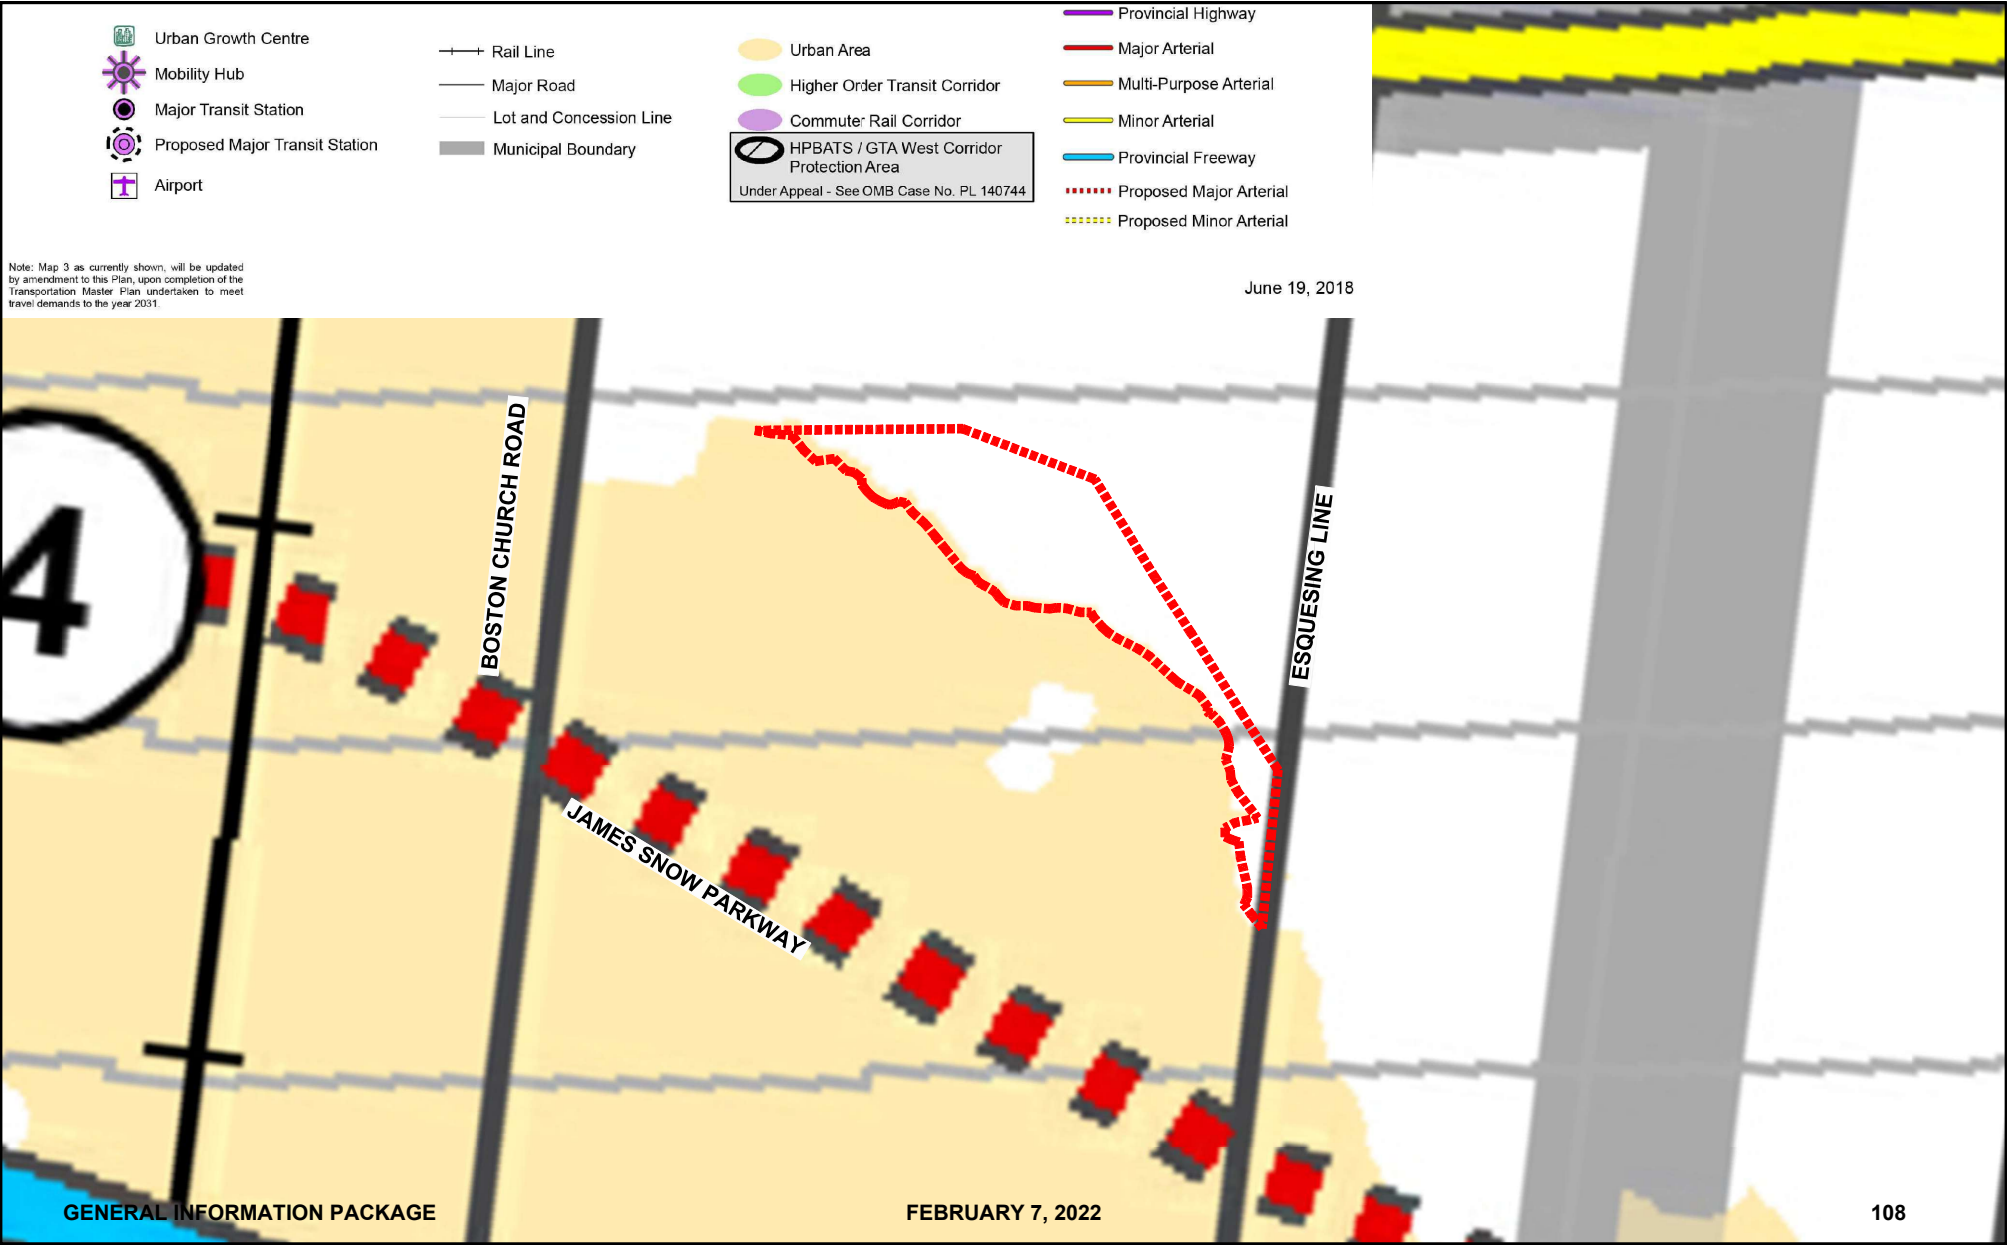 Urban Growth Centre
Mobility Hub
Major Transit Station
Proposed Major Transit Station
Airport
Rail Line
Major Road
Lot and Concession Line
Municipal Boundary
Urban Area
Higher Order Transit Corridor
Commuter Rail Corridor
HPBATS / GTA West Corridor
Protection Area
Under Appeal - See OMB Case No. PL 140744
Provincial Highway
Major Arterial
Multi-Purpose Arterial
Minor Arterial
Provincial Freeway
Proposed Major Arterial
Proposed Minor Arterial
Note: Map 3 as currently shown, will be updated
by amendment to this Plan, upon completion of the
Transportation Master Plan undertaken to meet
travel demands to the year 2031.
June 19, 2018
4
BOSTON CHURCH ROAD
ESQUESING LINE
JAMES SNOW PARKWAY
GENERAL INFORMATION PACKAGE
FEBRUARY 7, 2022
108